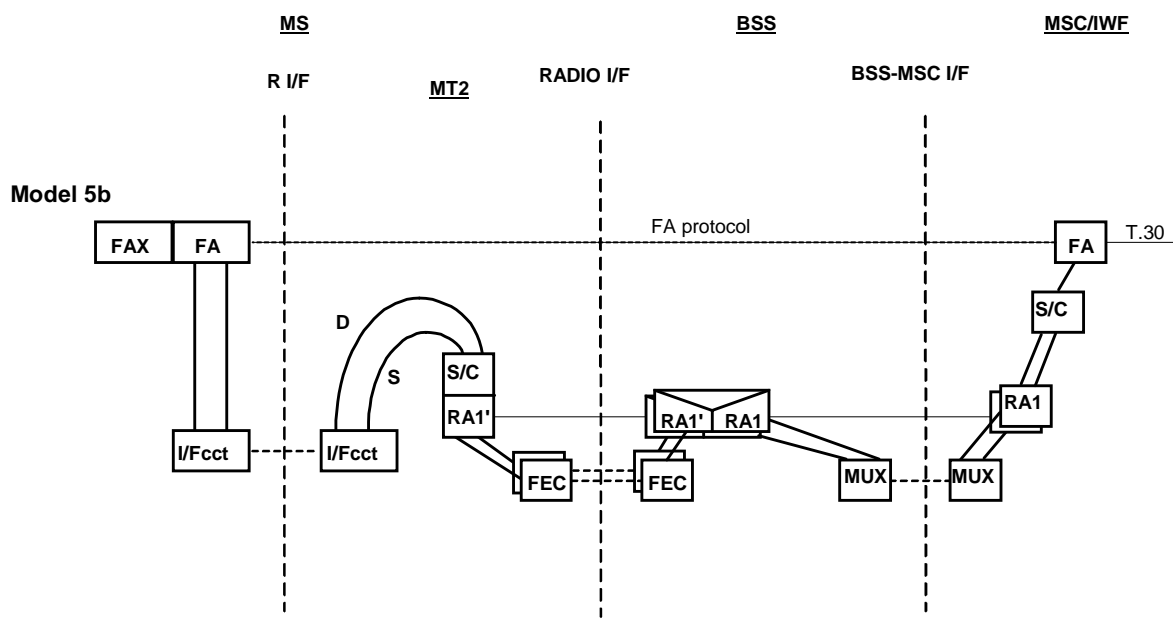 MS BSS MSC/IWF
R I/F MT2 RADIO I/F BSS-MSC I/F
Model 5b
FAX FA FA protocol FA T.30
S/C
D
S S/C
RA1' RA1' RA1 RA1
I/Fcct I/Fcct
FEC FEC MUX MUX